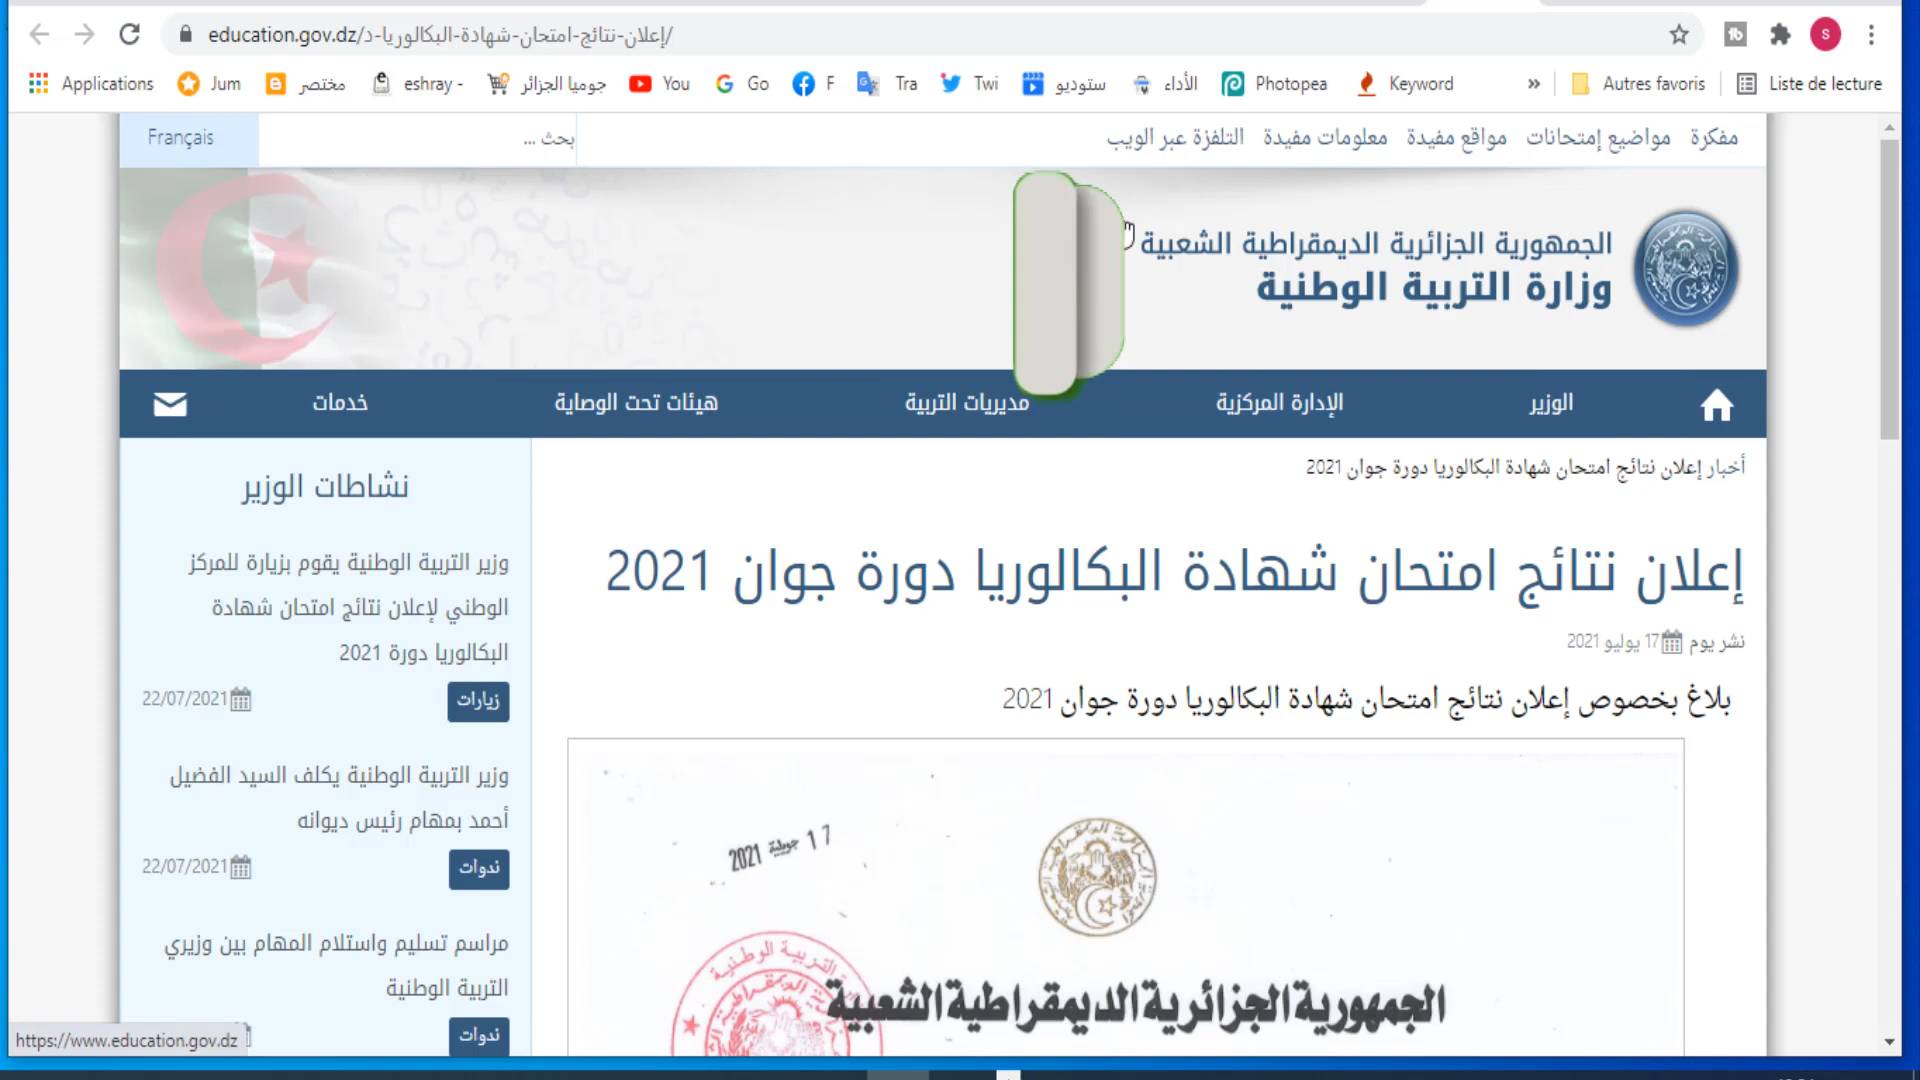 education.gov.dz/إعلان-نتائج-امتحان-شهادة-البكالوريا-د/
Applications Jum مختصر eshray - جوميا الجزائر You Go F Tra Twi ستوديو الأداء Photopea Keyword » Autres favoris Liste de lecture
مفكرة مواضيع إمتحانات مواقع مفيدة معلومات مفيدة التلفزة عبر الويب
بحث ...
Français
الجمهورية الجزائرية الديمقراطية الشعبية
وزارة التربية الوطنية
الوزير الإدارة المركزية مديريات التربية هيئات تحت الوصاية خدمات
أخبار إعلان نتائج امتحان شهادة البكالوريا دورة جوان 2021
إعلان نتائج امتحان شهادة البكالوريا دورة جوان 2021
نشر يوم 17 يوليو 2021
بلاغ بخصوص إعلان نتائج امتحان شهادة البكالوريا دورة جوان 2021
17 جويلية 2021
الجمهورية الجزائرية الديمقراطية الشعبية
نشاطات الوزير
وزير التربية الوطنية يقوم بزيارة للمركز
الوطني لإعلان نتائج امتحان شهادة
البكالوريا دورة 2021
زيارات 22/07/2021
وزير التربية الوطنية يكلف السيد الفضيل
أحمد بمهام رئيس ديوانه
ندوات 22/07/2021
مراسم تسليم واستلام المهام بين وزيري
التربية الوطنية
ندوات
https://www.education.gov.dz